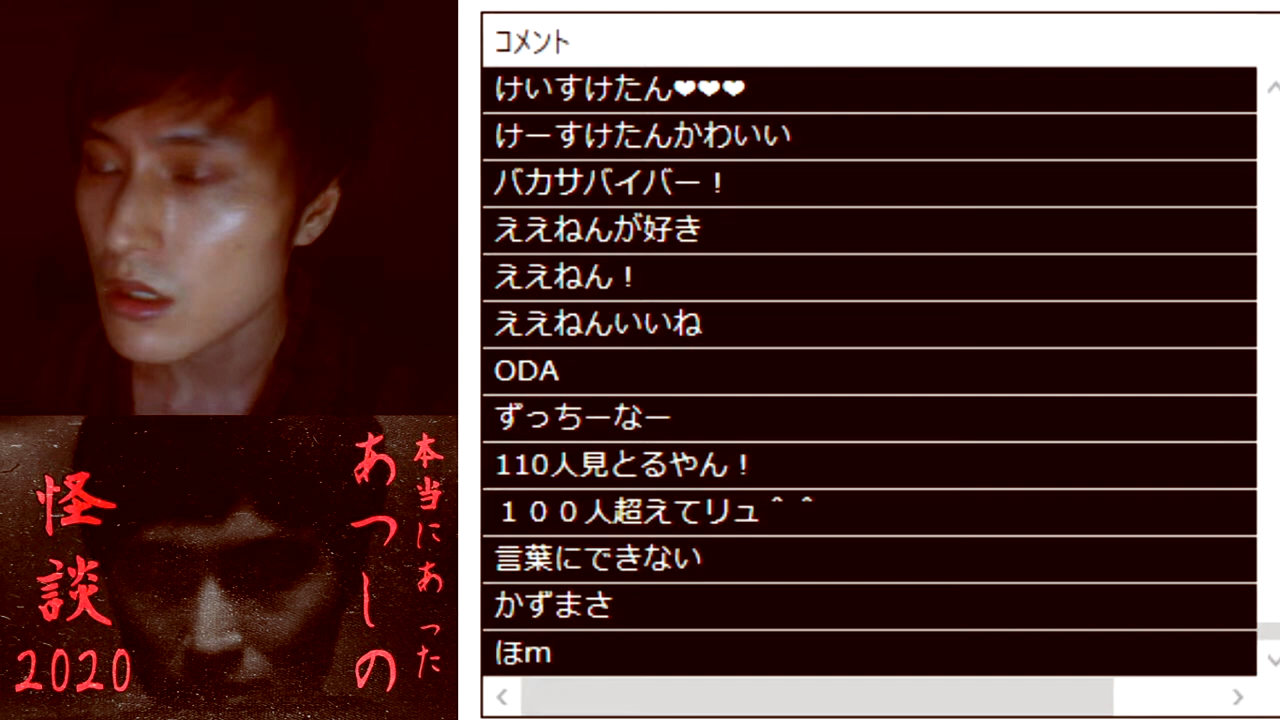 コメント
けいすけたん❤❤❤
けーすけたんかわいい
バカサバイバー！
ええねんが好き
ええねん！
ええねんいいね
ODA
ずっちーなー
110人見とるやん！
１００人超えてリュ＾＾
言葉にできない
かずまさ
ほm
本当にあった
あつしの
怪談
2020